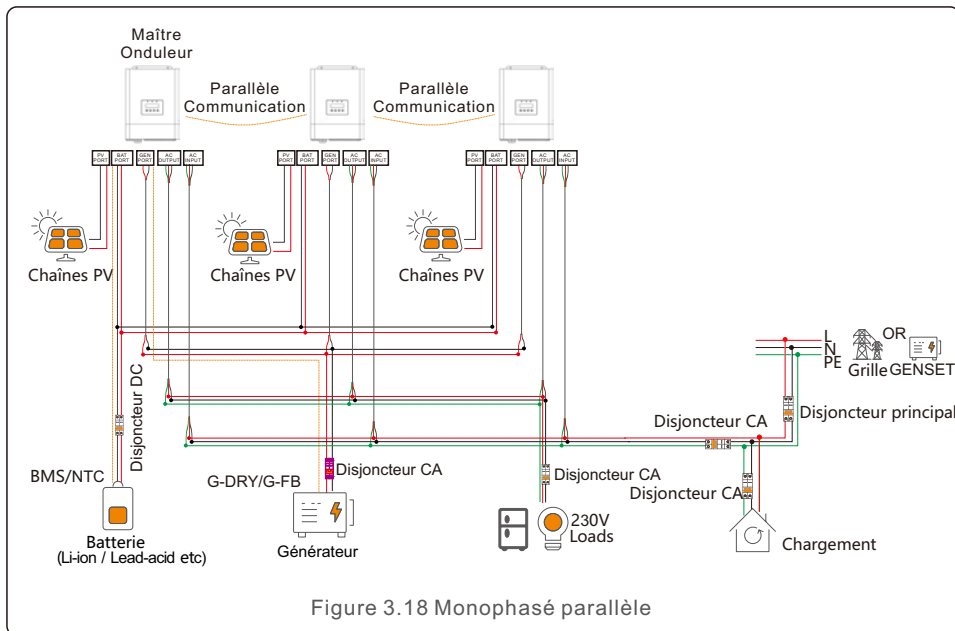 Maître
Onduleur
Parallèle
Communication
Parallèle
Communication
PV PORT
BAT PORT
GEN PORT
AC OUTPUT
AC INPUT
PV PORT
BAT PORT
GEN PORT
AC OUTPUT
AC INPUT
PV PORT
BAT PORT
GEN PORT
AC OUTPUT
AC INPUT
Chaînes PV
Chaînes PV
Chaînes PV
L
N
PE
OR
Grille
GENSET
Disjoncteur DC
Disjoncteur CA
Disjoncteur principal
BMS/NTC
G-DRY/G-FB
Disjoncteur CA
Disjoncteur CA
Disjoncteur CA
Batterie
(Li-ion / Lead-acid etc)
Générateur
230V
Loads
Chargement
Figure 3.18 Monophasé parallèle